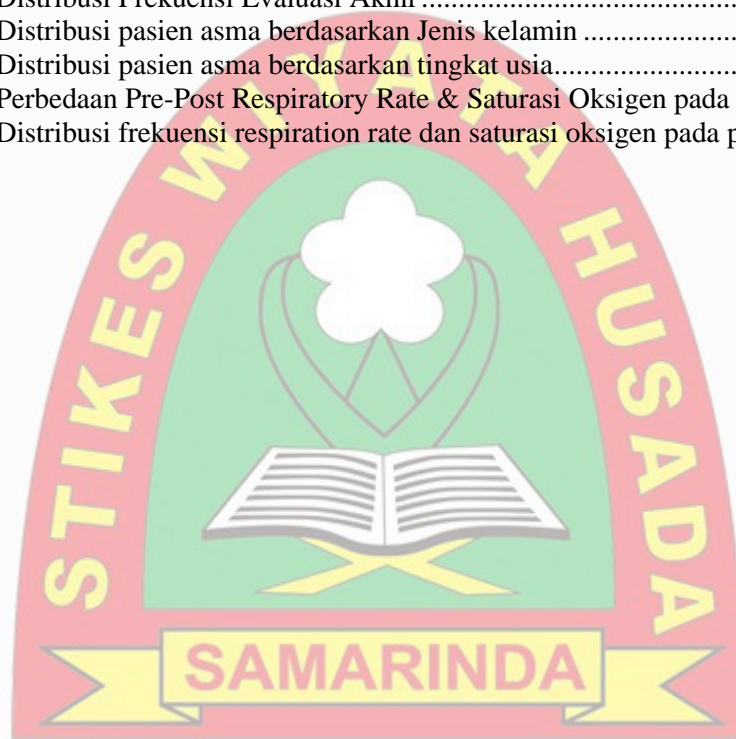 Distribusi Frekuensi Evaluasi Akhir ......................................
Distribusi pasien asma berdasarkan Jenis kelamin ......................
Distribusi pasien asma berdasarkan tingkat usia..........................
Perbedaan Pre-Post Respiratory Rate & Saturasi Oksigen pada
Distribusi frekuensi respiration rate dan saturasi oksigen pada p
STIKES WIYATA HUSADA
SAMARINDA